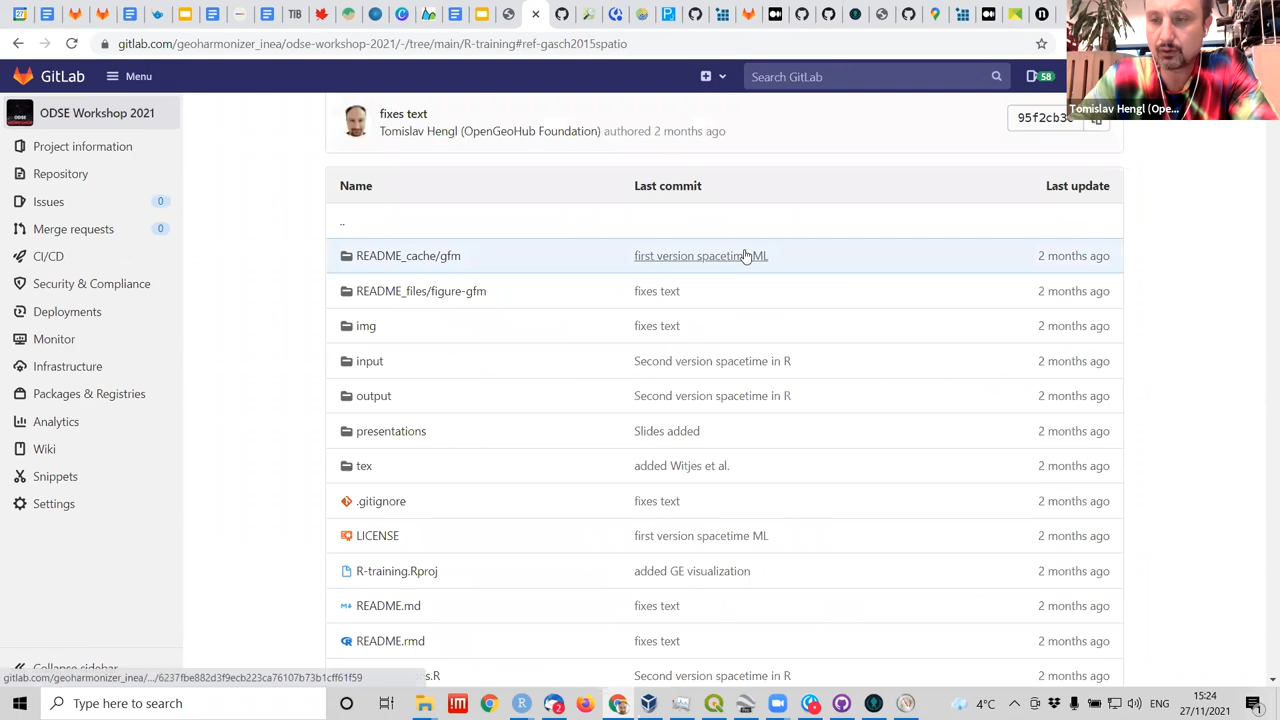 gitlab.com/geoharmonizer_inea/odse-workshop-2021/-/tree/main/R-training#ref-gasch2015spatio
GitLab
Menu
Search GitLab
58
Tomislav Hengl (Ope...
ODSE Workshop 2021
Project information
Repository
Issues 0
Merge requests 0
CI/CD
Security & Compliance
Deployments
Monitor
Infrastructure
Packages & Registries
Analytics
Wiki
Snippets
Settings
Collapse sidebar
fixes text
Tomislav Hengl (OpenGeoHub Foundation) authored 2 months ago
95f2cb3
Name Last commit Last update
..
README_cache/gfm first version spacetime ML 2 months ago
README_files/figure-gfm fixes text 2 months ago
img fixes text 2 months ago
input Second version spacetime in R 2 months ago
output Second version spacetime in R 2 months ago
presentations Slides added 2 months ago
tex added Witjes et al. 2 months ago
.gitignore fixes text 2 months ago
LICENSE first version spacetime ML 2 months ago
R-training.Rproj added GE visualization 2 months ago
README.md fixes text 2 months ago
README.rmd fixes text 2 months ago
s.R Second version spacetime in R 2 months ago
gitlab.com/geoharmonizer_inea/.../6237fbe882d3f9ecb223ca76107b73b1cff61f59
Type here to search
4°C
ENG
15:24
27/11/2021